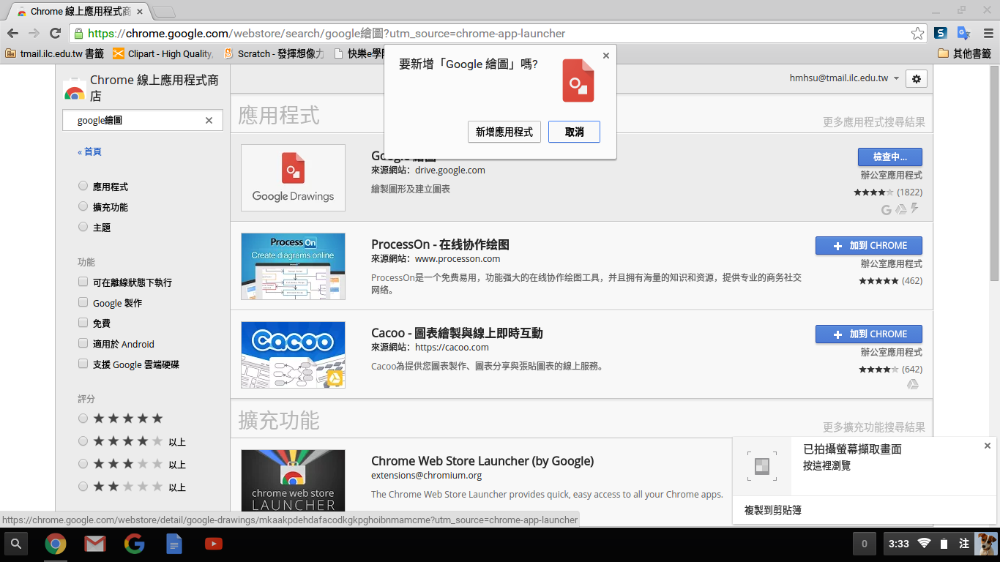 Chrome 線上應用程式商
https://chrome.google.com/webstore/search/google繪圖?utm_source=chrome-app-launcher
tmail.ilc.edu.tw 書籤
Clipart - High Quality,
Scratch - 發揮想像力
快樂e學
其他書籤
要新增「Google 繪圖」嗎?
新增應用程式
取消
Chrome 線上應用程式商
店
google繪圖
« 首頁
應用程式
擴充功能
主題
功能
可在離線狀態下執行
Google 製作
免費
適用於 Android
支援 Google 雲端硬碟
評分
以上
以上
以上
hmhsu@tmail.ilc.edu.tw
應用程式
更多應用程式搜尋結果
Google Drawings
Google 繪圖
來源網站：drive.google.com
繪製圖形及建立圖表
檢查中...
辦公室應用程式
(1822)
Process On
Create diagrams online
ProcessOn - 在线协作绘图
來源網站：www.processon.com
ProcessOn是一个免费易用，功能强大的在线协作绘图工具，并且拥有海量的知识和资源，提供专业的商务社交
网络。
加到 CHROME
辦公室應用程式
(462)
Cacoo
Cacoo - 圖表繪製與線上即時互動
來源網站：https://cacoo.com
Cacoo為提供您圖表製作、圖表分享與張貼圖表的線上服務。
加到 CHROME
辦公室應用程式
(642)
擴充功能
更多擴充功能搜尋結果
chrome web store
LAUNCHER
Chrome Web Store Launcher (by Google)
extensions@chromium.org
The Chrome Web Store Launcher provides quick, easy access to all your Chrome apps.
已拍攝螢幕擷取畫面
按這裡瀏覽
複製到剪貼簿
https://chrome.google.com/webstore/detail/google-drawings/mkaakpdehdafacodkgkpghoibnmamcme?utm_source=chrome-app-launcher
0
3:33
注